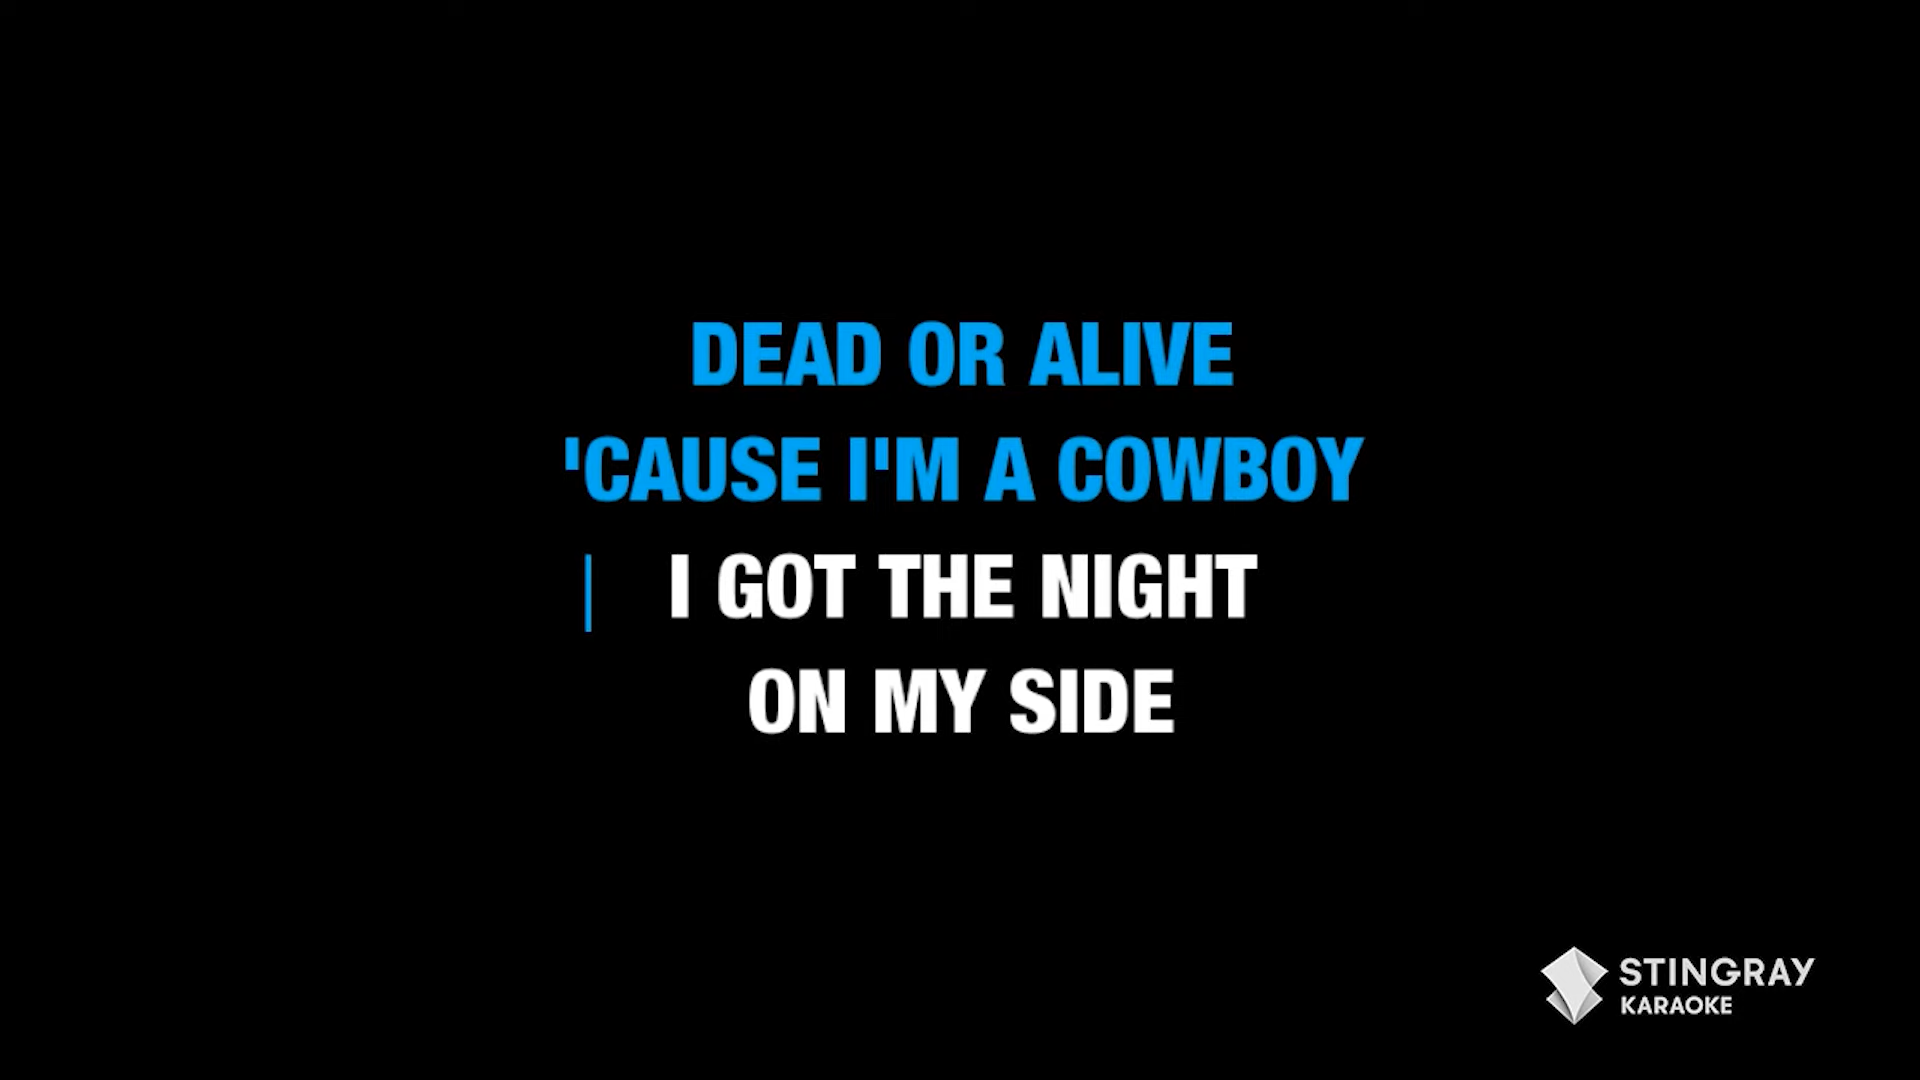 DEAD OR ALIVE
'CAUSE I'M A COWBOY
I GOT THE NIGHT
ON MY SIDE
STINGRAY
KARAOKE